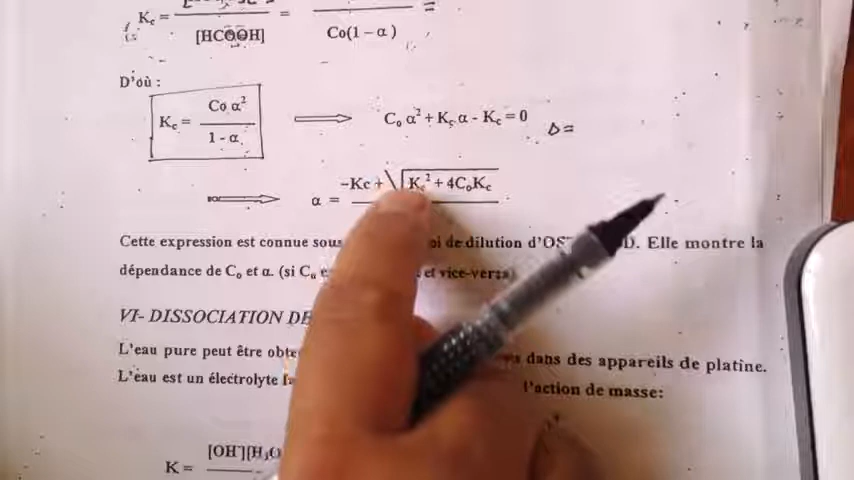 Kc = [HCOOH] = Co(1 – α) =
D'où :
Kc = Co α² / 1 - α ⟹ Co α² + Kc α - Kc = 0 Δ =
⟹ α = –Kc + √Kc² + 4CoKc
Cette expression est connue sous de dilution d'OS D. Elle montre la
dépendance de Co et α. (si Co et vice-versa)
VI- DISSOCIATION DE
L'eau pure peut être dans des appareils de platine.
L'eau est un électrolyte l'action de masse:
K = [OH⁻][H₃O